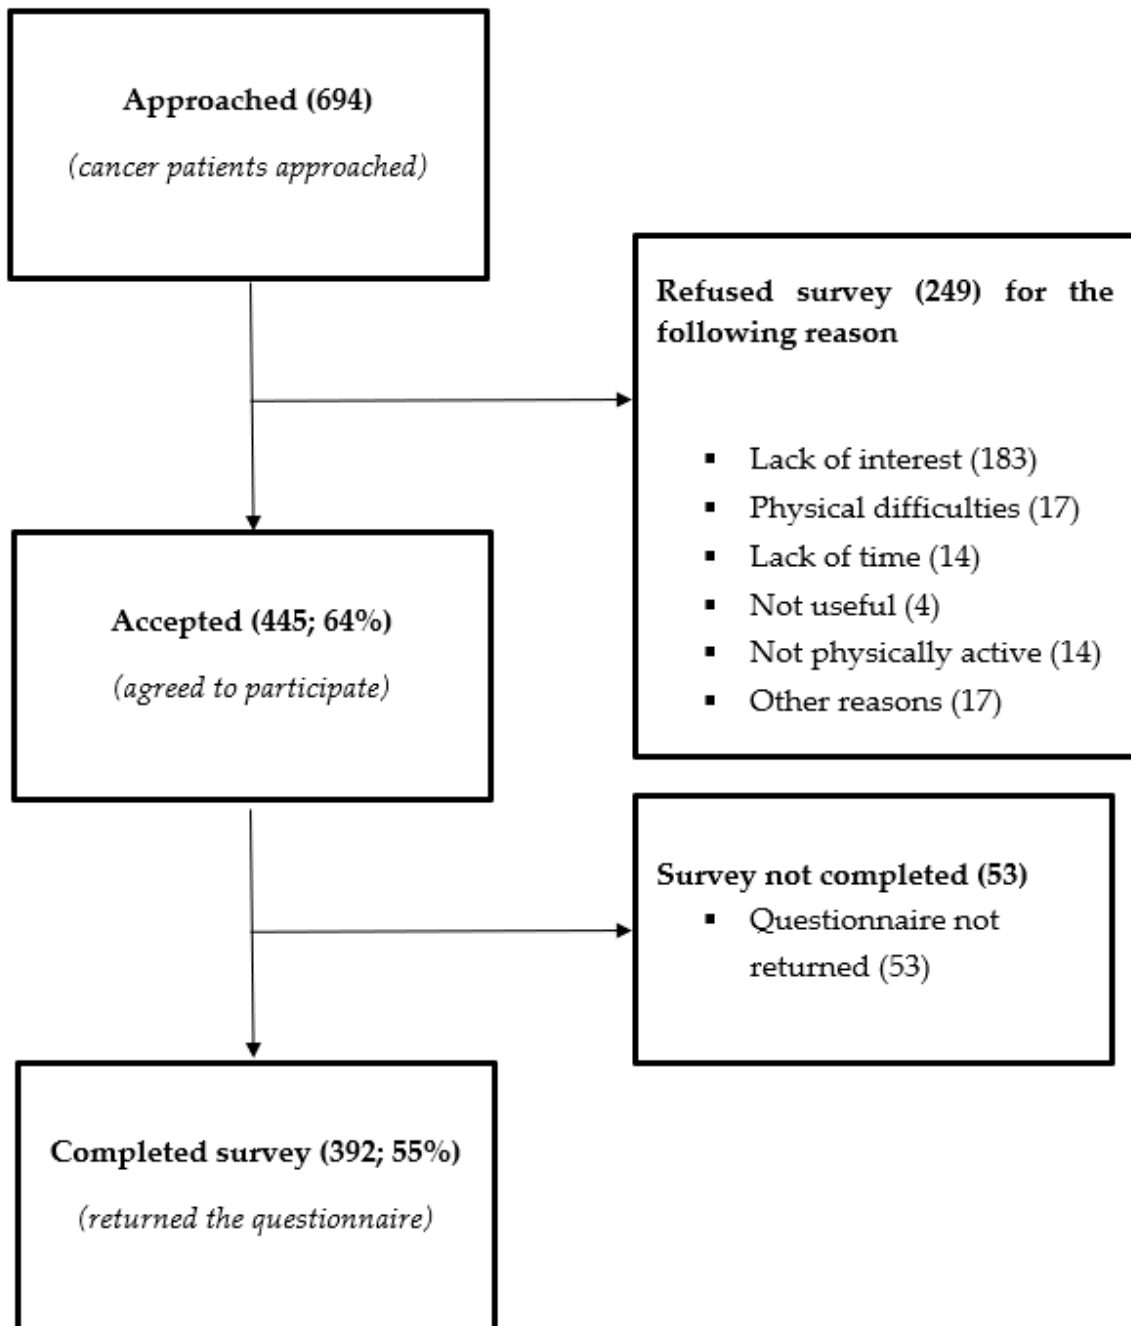 Approached (694)
(cancer patients approached)
Refused survey (249) for the
following reason
▪ Lack of interest (183)
▪ Physical difficulties (17)
▪ Lack of time (14)
▪ Not useful (4)
▪ Not physically active (14)
▪ Other reasons (17)
Accepted (445; 64%)
(agreed to participate)
Survey not completed (53)
▪ Questionnaire not
returned (53)
Completed survey (392; 55%)
(returned the questionnaire)